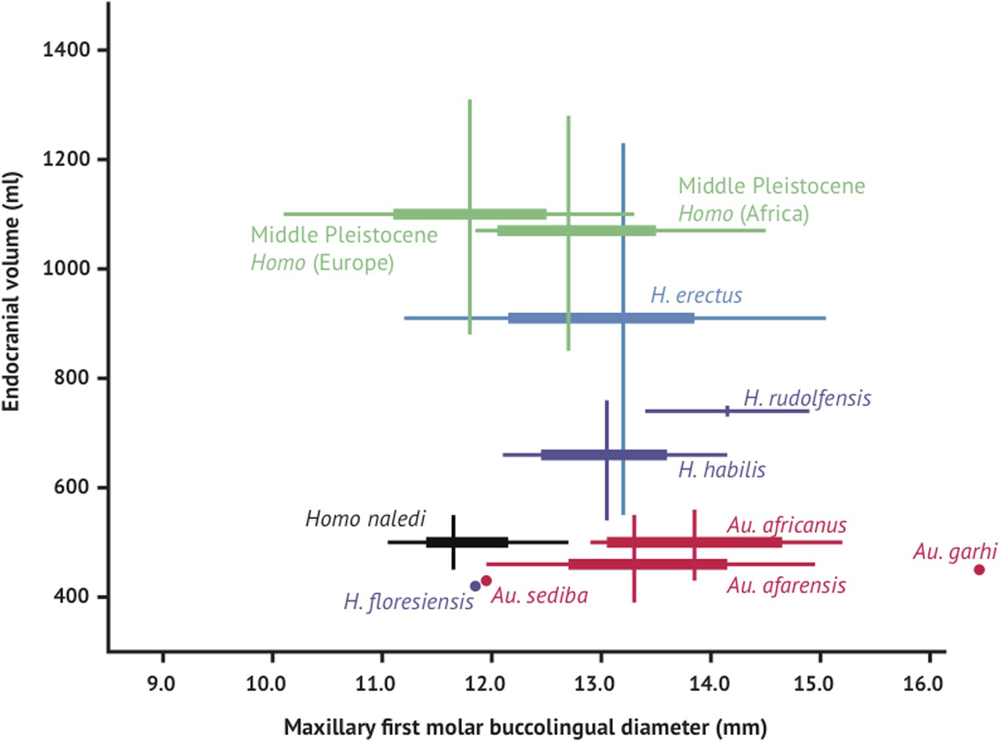 1400
1200
1000
800
600
400
Endocranial volume (ml)
Middle Pleistocene
Homo (Africa)
Middle Pleistocene
Homo (Europe)
H. erectus
H. rudolfensis
H. habilis
Homo naledi
Au. africanus
Au. garhi
Au. afarensis
Au. sediba
H. floresiensis
9.0 10.0 11.0 12.0 13.0 14.0 15.0 16.0
Maxillary first molar buccolingual diameter (mm)